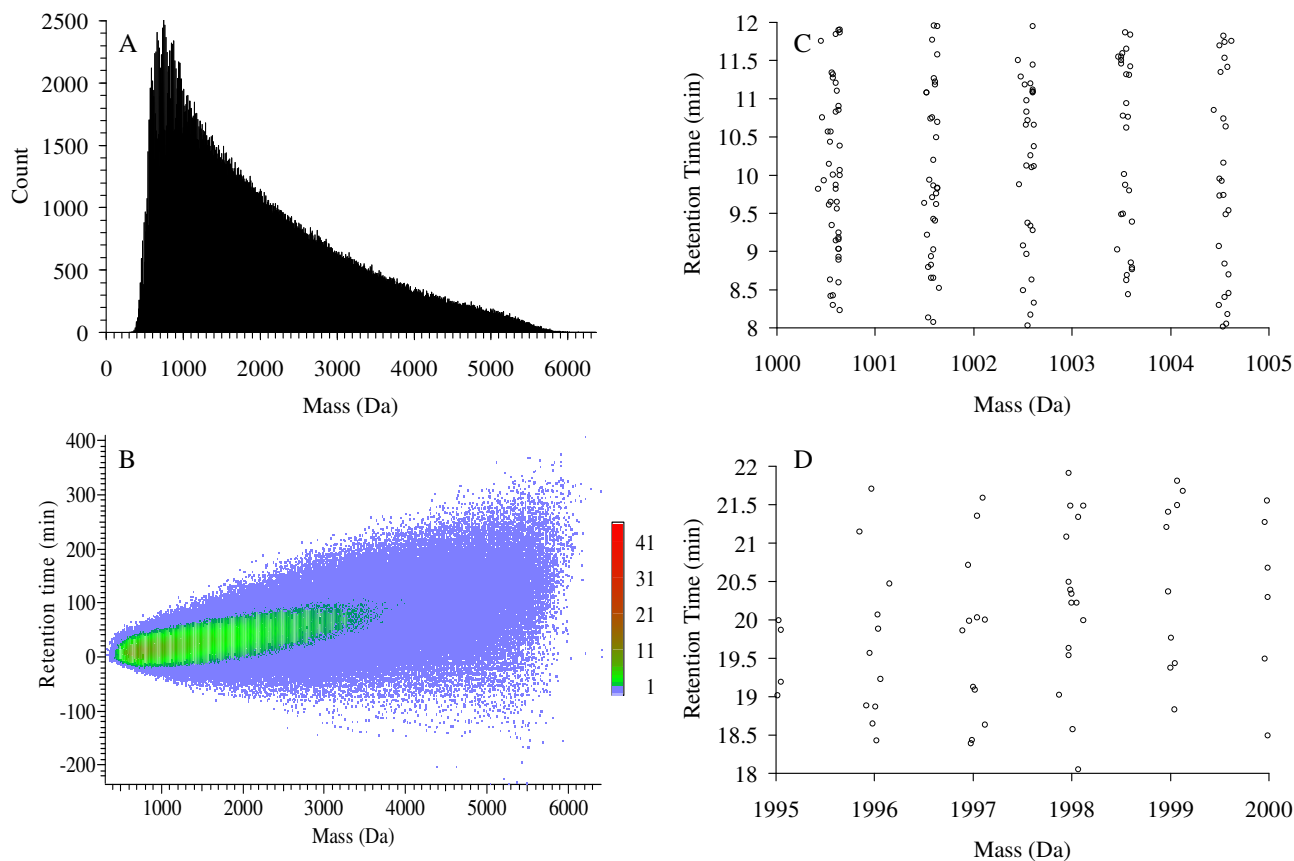 A
2500
2000
1500
1000
500
0
Count
0 1000 2000 3000 4000 5000 6000
Mass (Da)
C
12
11.5
11
10.5
10
9.5
9
8.5
8
Retention Time (min)
1000 1001 1002 1003 1004 1005
Mass (Da)
B
400
300
200
100
0
-100
-200
Retention time (min)
1000 2000 3000 4000 5000 6000
Mass (Da)
41
31
21
11
1
D
22
21.5
21
20.5
20
19.5
19
18.5
18
Retention Time (min)
1995 1996 1997 1998 1999 2000
Mass (Da)